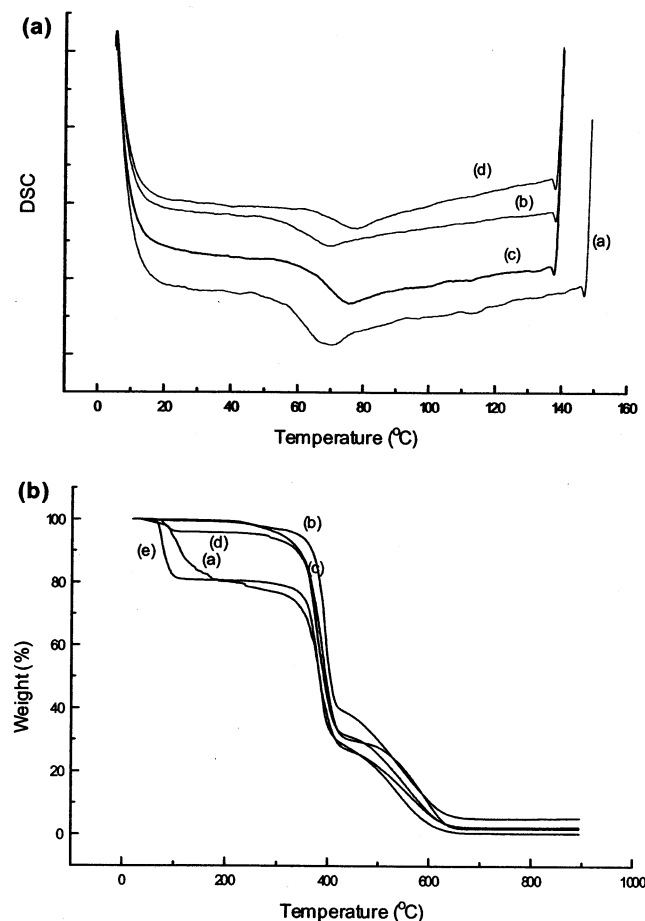 (a)
(d)
(b)
(a)
(c)
DSC
0 20 40 60 80 100 120 140 160
Temperature (°C)
(b)
100
(b)
(d)
(e)
(a)
(c)
80
60
40
20
0
Weight (%)
0 200 400 600 800 1000
Temperature (°C)